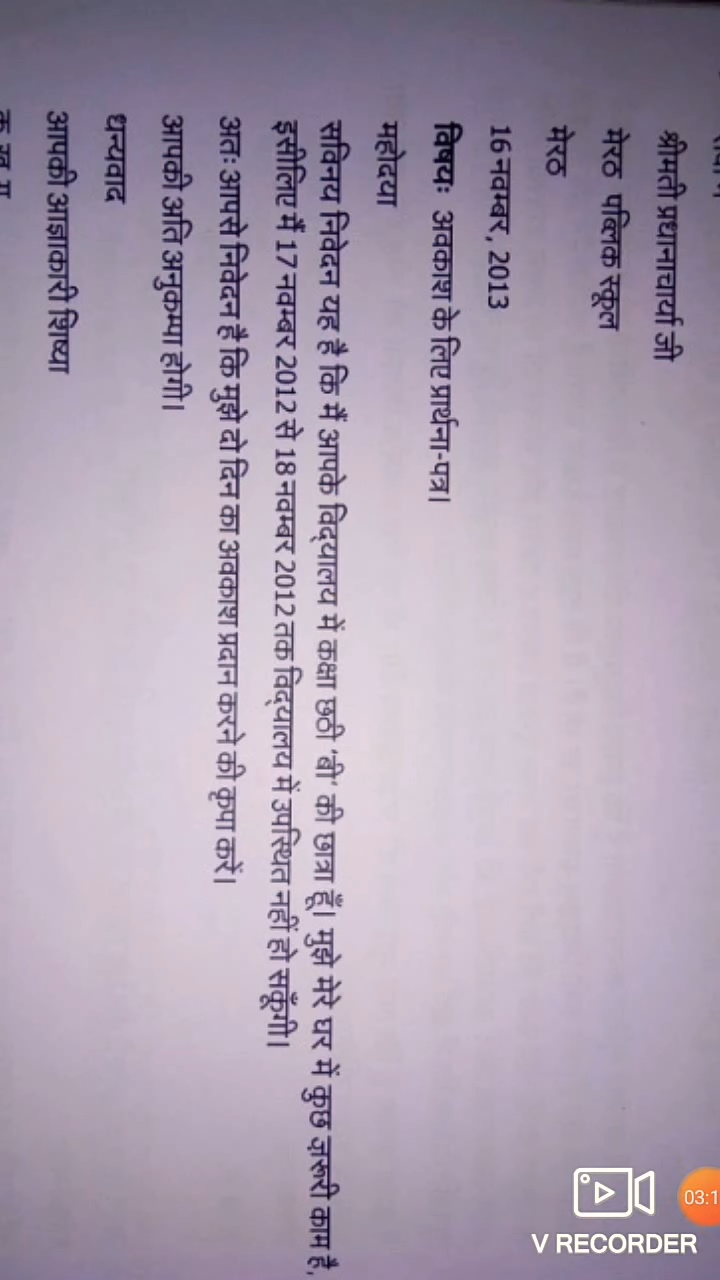 श्रीमती प्रधानाचार्या जी
मेरठ पब्लिक स्कूल
मेरठ
16 नवम्बर, 2013
विषयः अवकाश के लिए प्रार्थना-पत्र।
महोदया
सविनय निवेदन यह है कि मैं आपके विद्यालय में कक्षा छठी 'बी' की छात्रा हूँ। मुझे मेरे घर में कुछ ज़रूरी काम है,
इसीलिए मैं 17 नवम्बर 2012 से 18 नवम्बर 2012 तक विद्यालय में उपस्थित नहीं हो सकूँगी।
अतः आपसे निवेदन है कि मुझे दो दिन का अवकाश प्रदान करने की कृपा करें।
आपकी अति अनुकम्पा होगी।
धन्यवाद
आपकी आज्ञाकारी शिष्या
क ख ग
03:1
V RECORDER